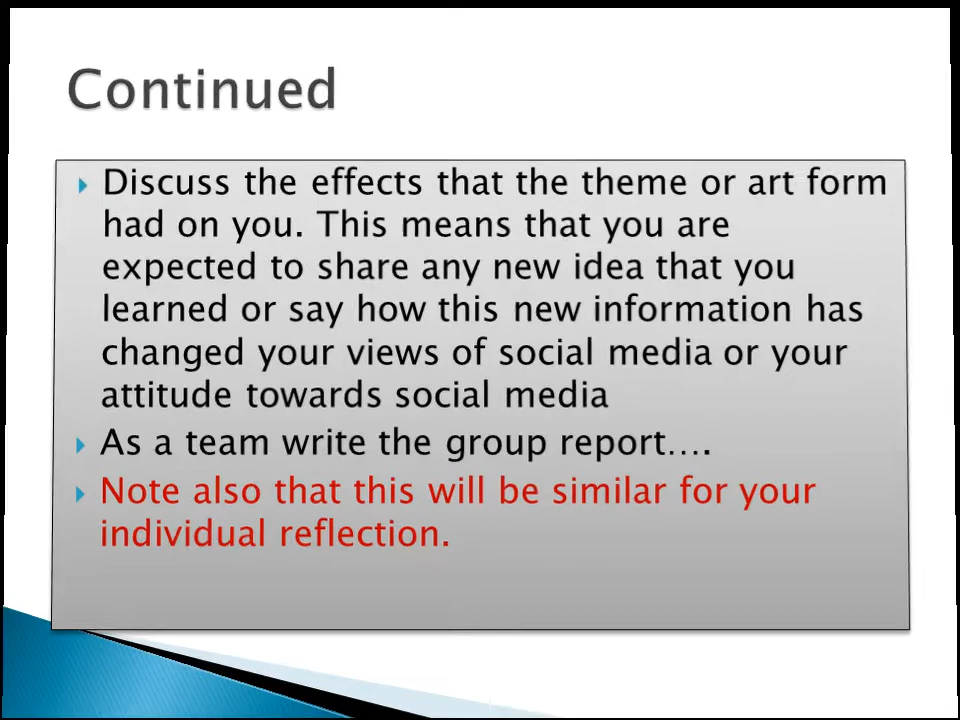 Continued
Discuss the effects that the theme or art form
had on you. This means that you are
expected to share any new idea that you
learned or say how this new information has
changed your views of social media or your
attitude towards social media
As a team write the group report….
Note also that this will be similar for your
individual reflection.